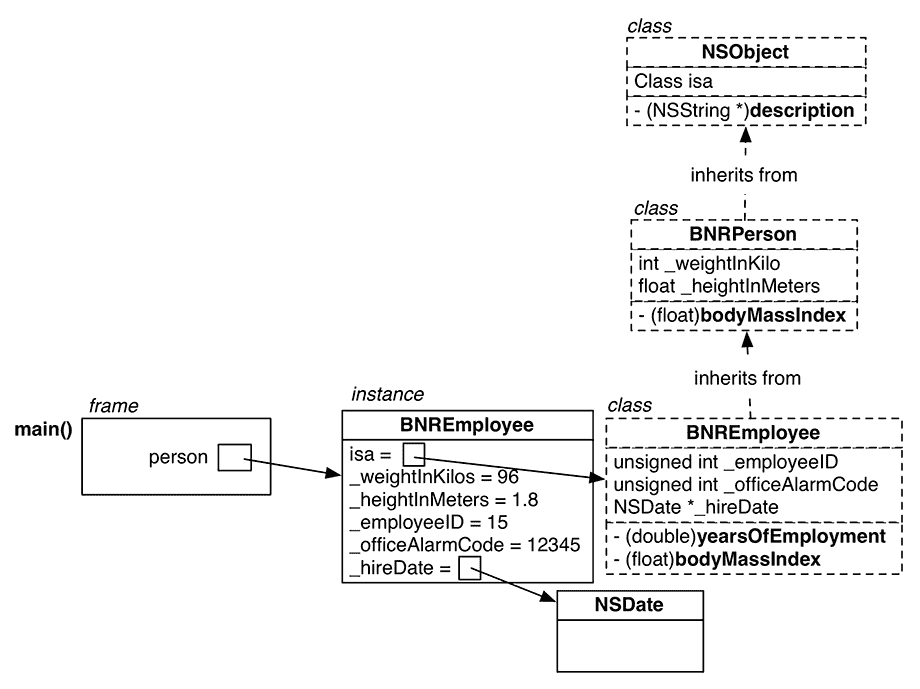 class
NSObject
Class isa
- (NSString *)description
inherits from
class
BNRPerson
int _weightInKilo
float _heightInMeters
- (float)bodyMassIndex
inherits from
class
BNREmployee
unsigned int _employeeID
unsigned int _officeAlarmCode
NSDate *_hireDate
- (double)yearsOfEmployment
- (float)bodyMassIndex
frame
main()
person
instance
BNREmployee
isa =
_weightInKilos = 96
_heightInMeters = 1.8
_employeeID = 15
_officeAlarmCode = 12345
_hireDate =
NSDate